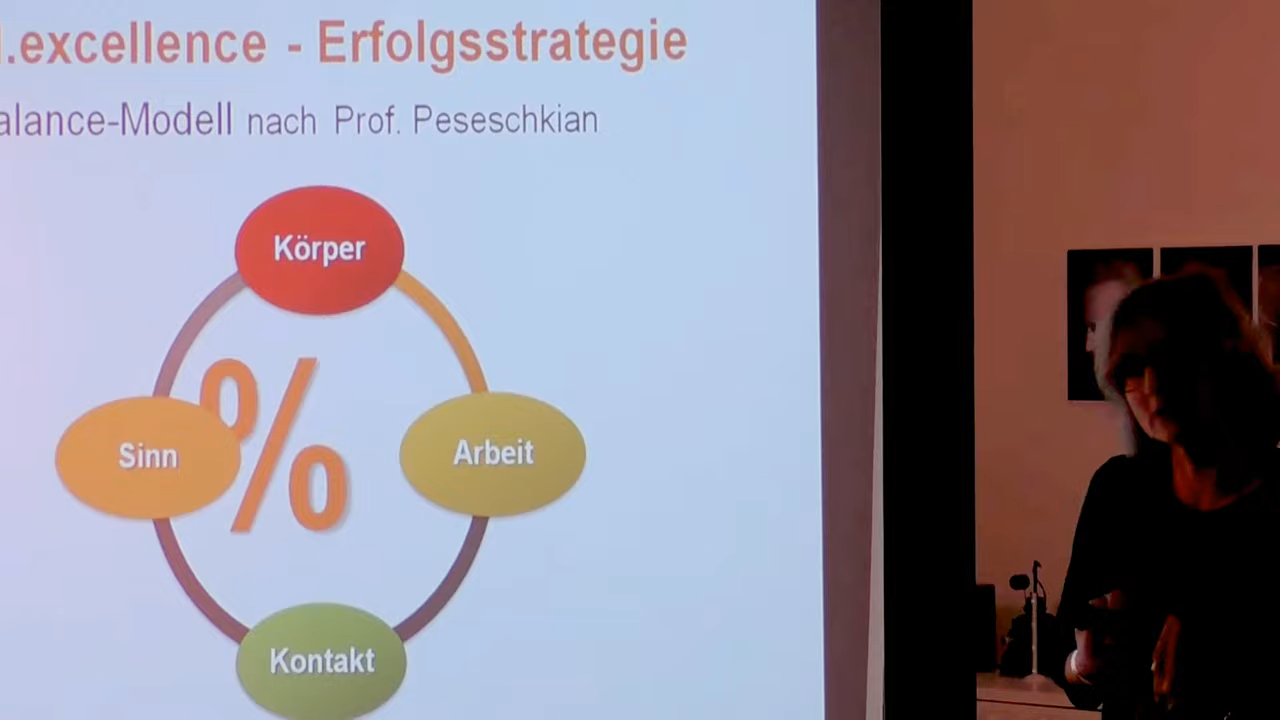 .excellence - Erfolgsstrategie
alance-Modell nach Prof. Peseschkian
Körper
%
Sinn
Arbeit
Kontakt